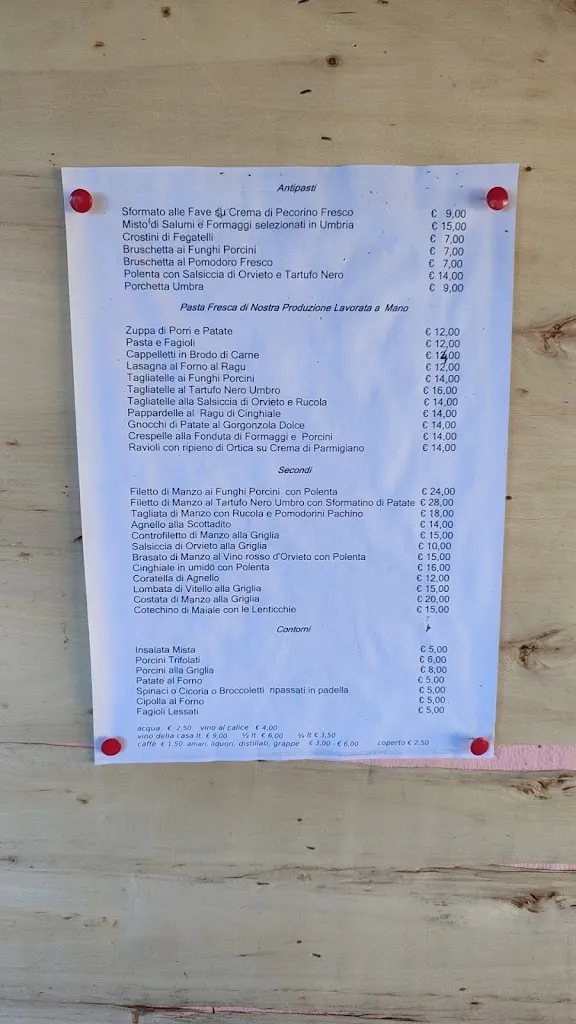 Antipasti
Sformato alle Fave su Crema di Pecorino Fresco € 9,00
Misto di Salumi e Formaggi selezionati in Umbria € 15,00
Crostini di Fegatelli € 7,00
Bruschetta ai Funghi Porcini € 7,00
Bruschetta al Pomodoro Fresco € 7,00
Polenta con Salsiccia di Orvieto e Tartufo Nero € 14,00
Porchetta Umbra € 9,00
Pasta Fresca di Nostra Produzione Lavorata a Mano
Zuppa di Porri e Patate € 12,00
Pasta e Fagioli € 12,00
Cappelletti in Brodo di Carne € 14,00
Lasagna al Forno al Ragu € 12,00
Tagliatelle ai Funghi Porcini € 14,00
Tagliatelle al Tartufo Nero Umbro € 16,00
Tagliatelle alla Salsiccia di Orvieto e Rucola € 14,00
Pappardelle al Ragu di Cinghiale € 14,00
Gnocchi di Patate al Gorgonzola Dolce € 14,00
Crespelle alla Fonduta di Formaggi e Porcini € 14,00
Ravioli con ripieno di Ortica su Crema di Parmigiano € 14,00
Secondi
Filetto di Manzo ai Funghi Porcini con Polenta € 24,00
Filetto di Manzo al Tartufo Nero Umbro con Sformatino di Patate € 28,00
Tagliata di Manzo con Rucola e Pomodorini Pachino € 18,00
Agnello alla Scottadito € 14,00
Controfiletto di Manzo alla Griglia € 15,00
Salsiccia di Orvieto alla Griglia € 10,00
Brasato di Manzo al Vino rosso d'Orvieto con Polenta € 15,00
Cinghiale in umido con Polenta € 16,00
Coratella di Agnello € 12,00
Lombata di Vitello alla Griglia € 15,00
Costata di Manzo alla Griglia € 20,00
Cotechino di Maiale con le Lenticchie € 15,00
Contorni
Insalata Mista € 5,00
Porcini Trifolati € 6,00
Porcini alla Griglia € 8,00
Patate al Forno € 5,00
Spinaci o Cicoria o Broccoletti ripassati in padella € 5,00
Cipolla al Forno € 5,00
Fagioli Lessati € 5,00
acqua € 2,50 vino al calice € 4,00
vino della casa lt € 9,00 ½ lt € 6,00 ¼ lt € 3,50
caffè € 1,50 amari, liquori, distillati, grappe € 3,00 - € 6,00 coperto € 2,50